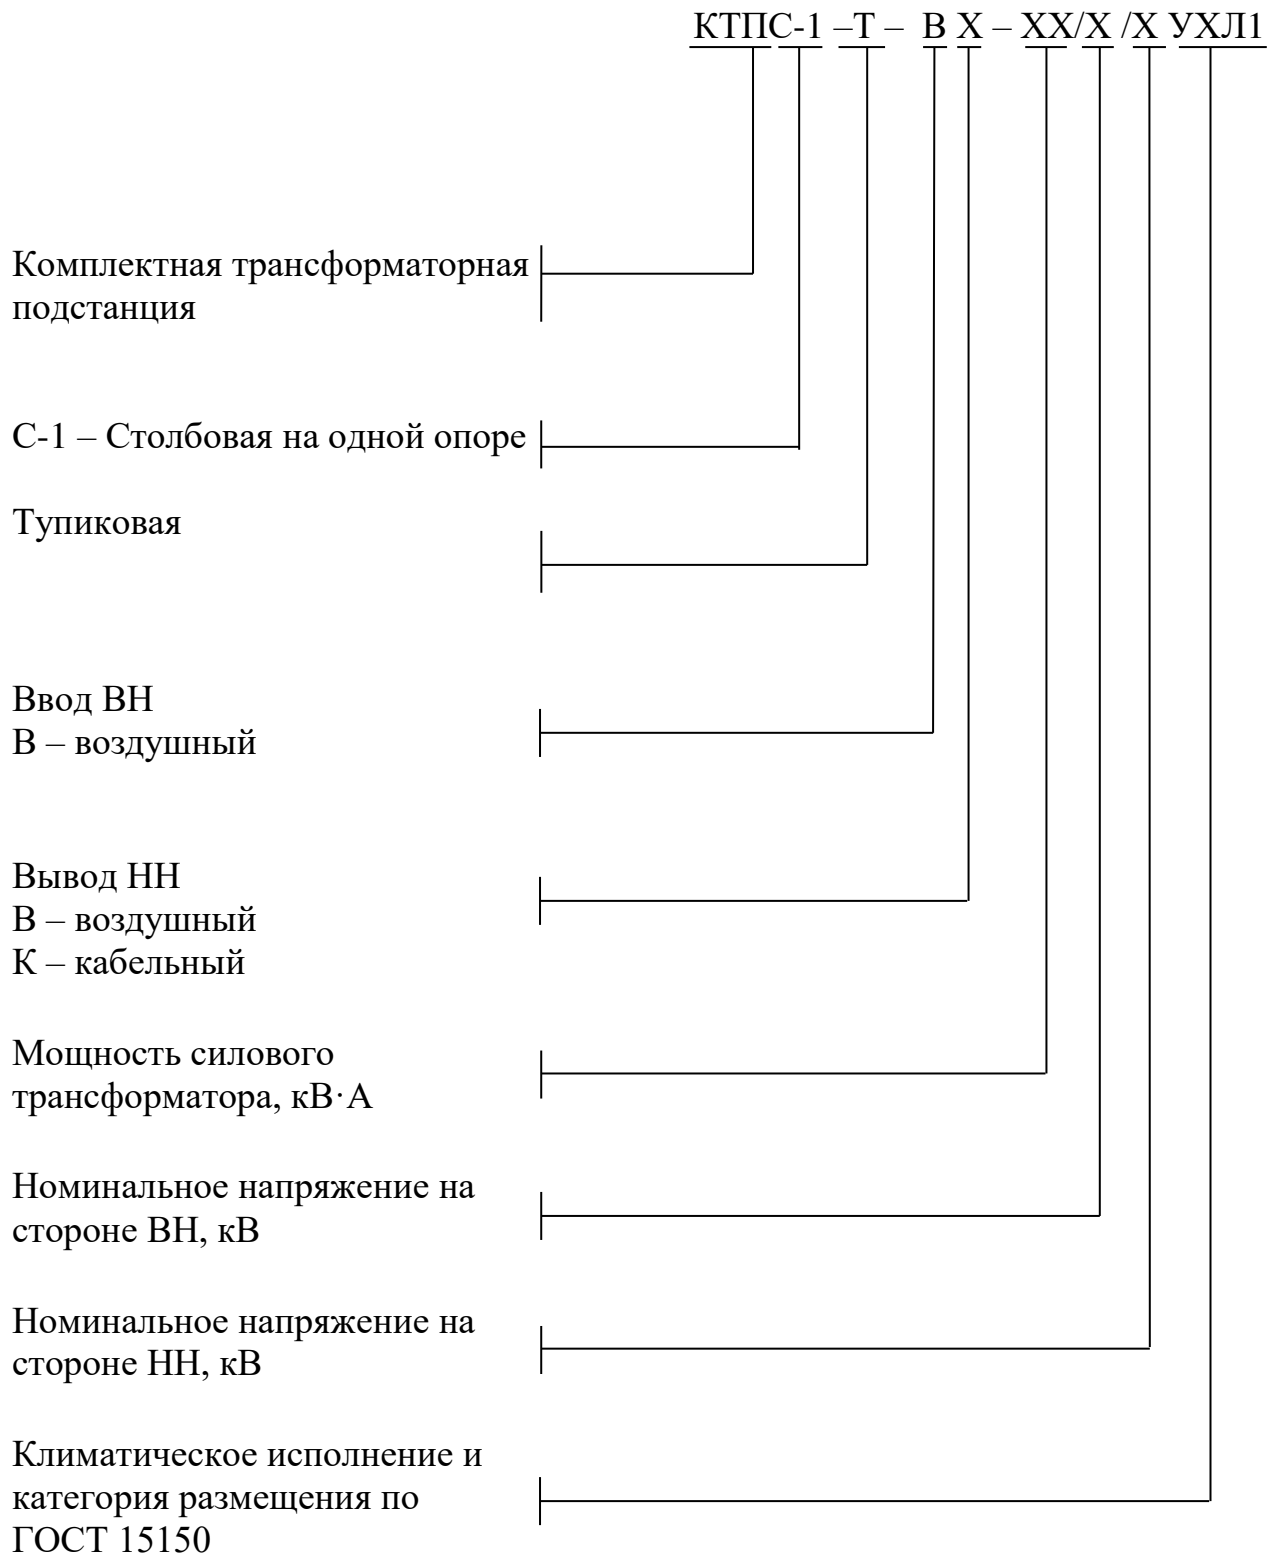 КТПС-1 –Т – В Х – ХХ/Х /Х УХЛ1
Комплектная трансформаторная
подстанция
С-1 – Столбовая на одной опоре
Тупиковая
Ввод ВН
В – воздушный
Вывод НН
В – воздушный
К – кабельный
Мощность силового
трансформатора, кВ·А
Номинальное напряжение на
стороне ВН, кВ
Номинальное напряжение на
стороне НН, кВ
Климатическое исполнение и
категория размещения по
ГОСТ 15150